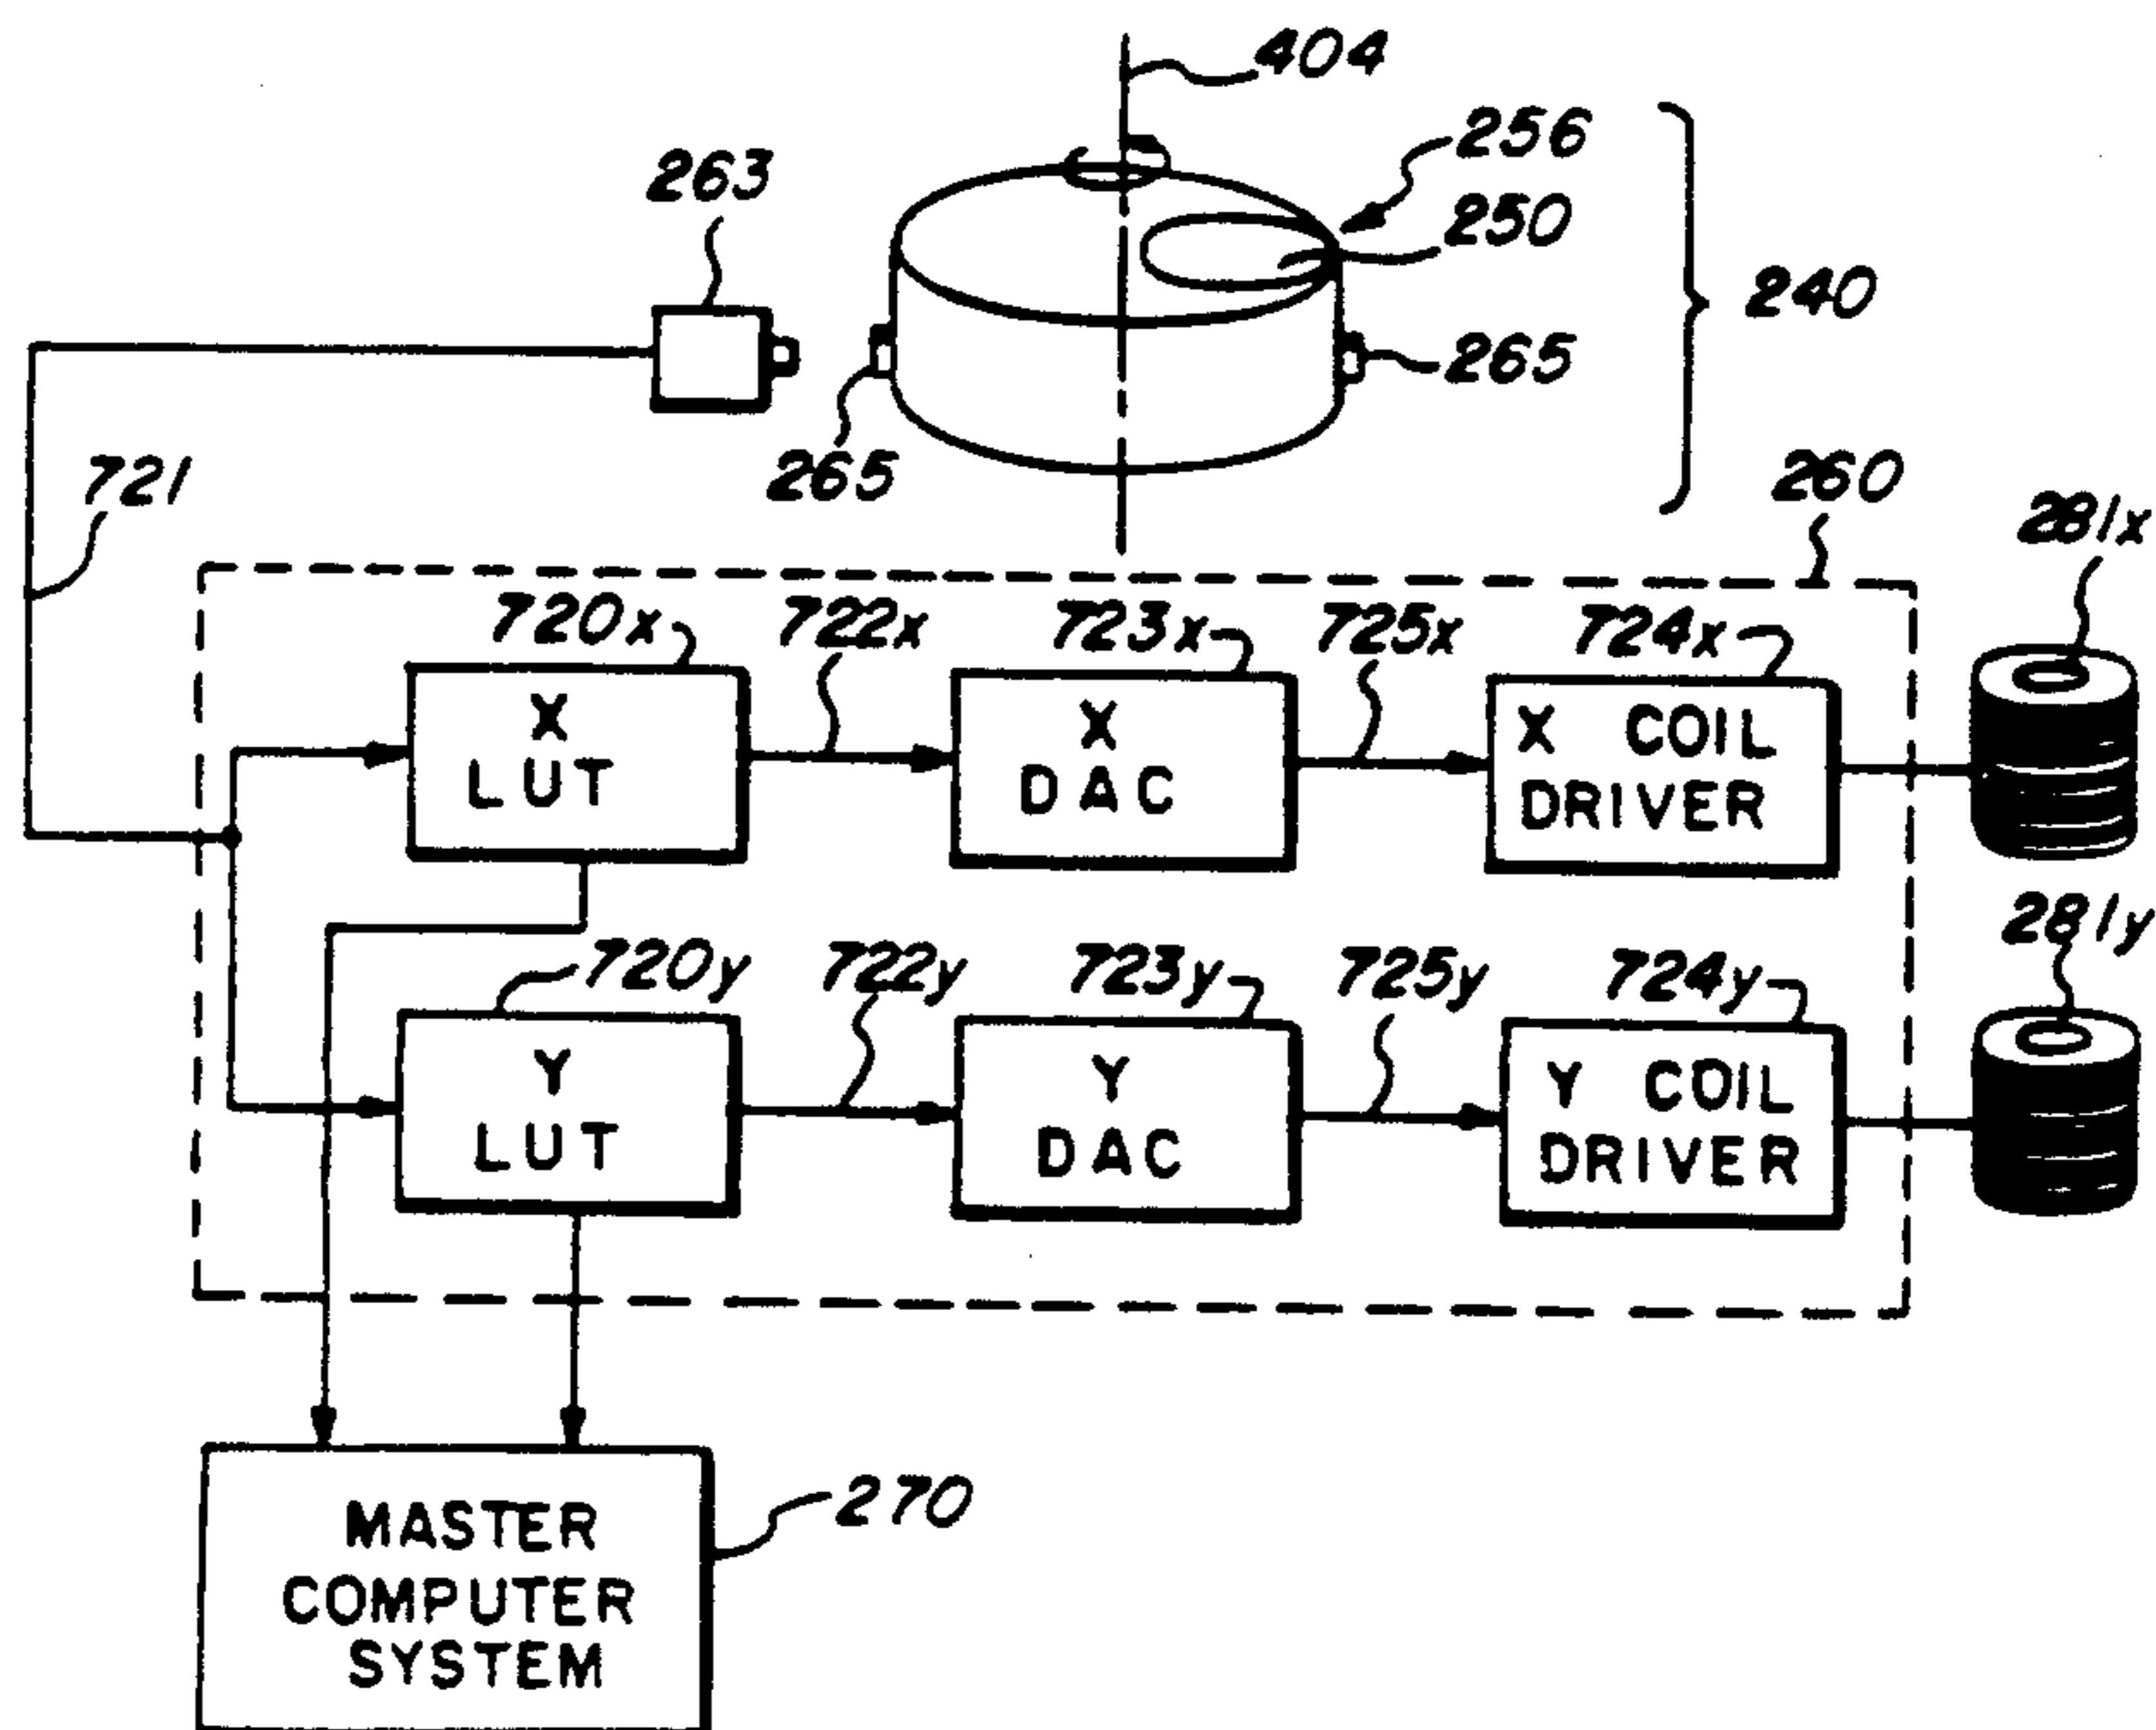 404
256
263
250
240
265
265
260
721
281x
720x
722x
723x
725x
724x
X
LUT
X
DAC
X COIL
DRIVER
281y
720y
722y
723y
725y
724y
Y
LUT
Y
DAC
Y COIL
DRIVER
270
MASTER
COMPUTER
SYSTEM